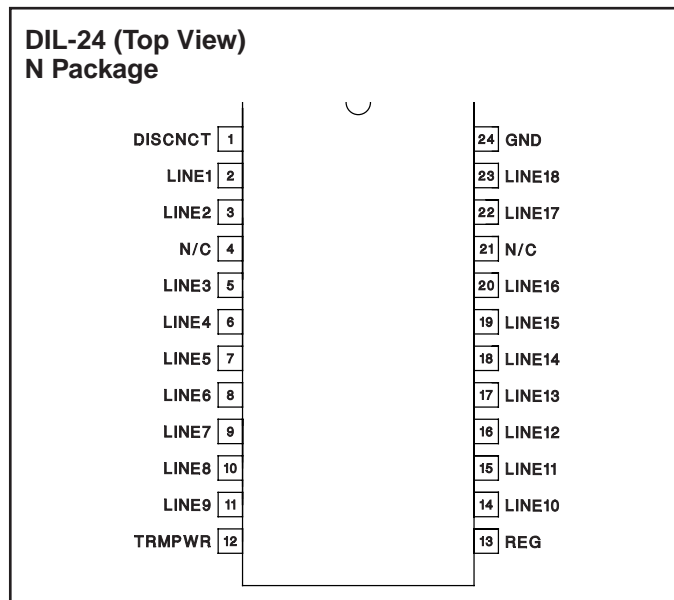 DIL-24 (Top View)
N Package
DISCNCT 1 24 GND
LINE1 2 23 LINE18
LINE2 3 22 LINE17
N/C 4 21 N/C
LINE3 5 20 LINE16
LINE4 6 19 LINE15
LINE5 7 18 LINE14
LINE6 8 17 LINE13
LINE7 9 16 LINE12
LINE8 10 15 LINE11
LINE9 11 14 LINE10
TRMPWR 12 13 REG